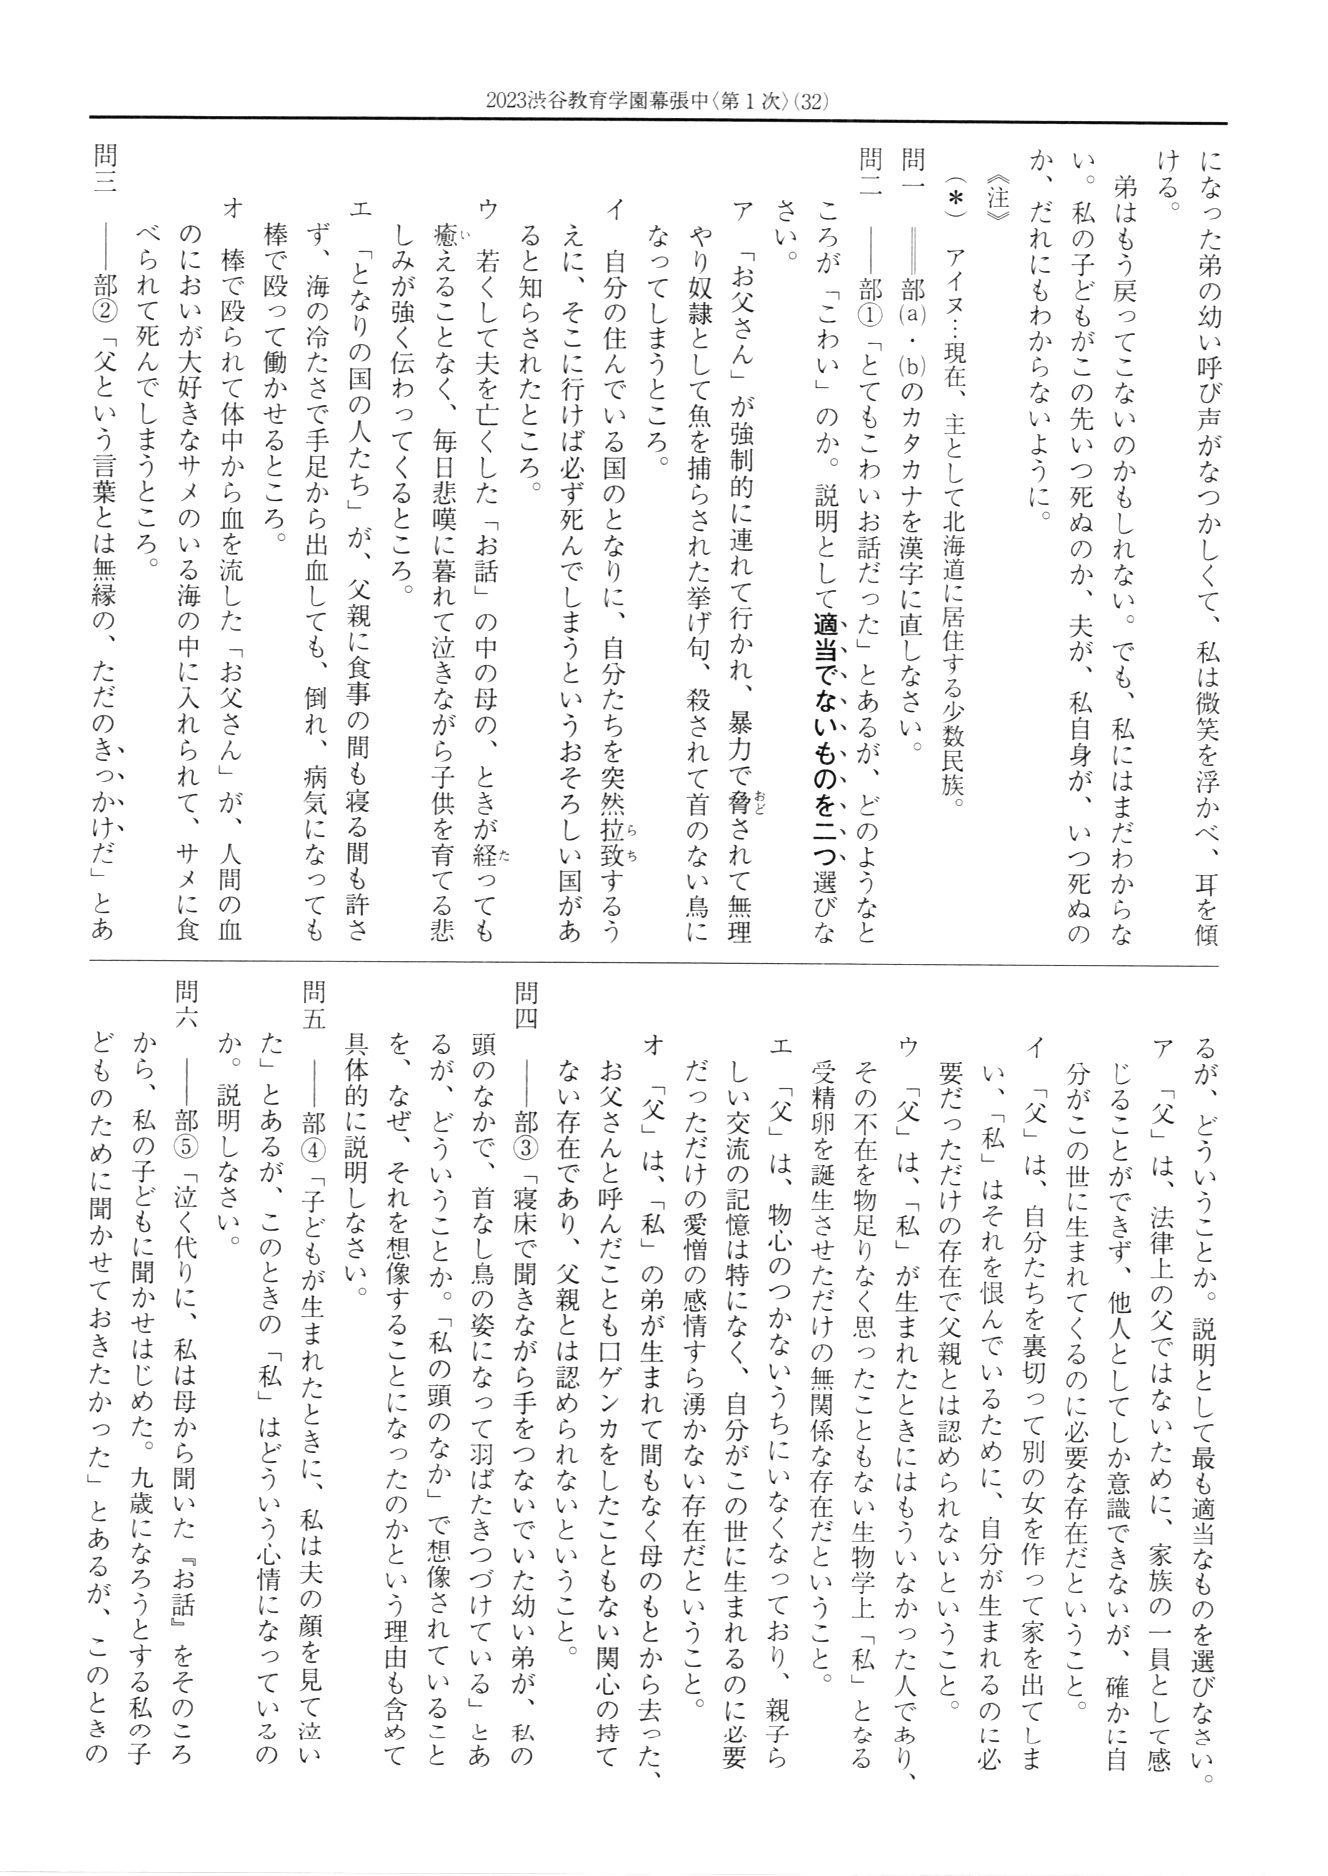 2023渋谷教育学園幕張中〈第1次〉(32)
になった弟の幼い呼び声がなつかしくて、私は微笑を浮かべ、耳を傾
ける。
弟はもう戻ってこないのかもしれない。でも、私にはまだわからな
い。私の子どもがこの先いつ死ぬのか、夫が、私自身が、いつ死ぬの
か、だれにもわからないように。
《注》
(*) アイヌ…現在、主として北海道に居住する少数民族。
問一 ══部(a)・(b)のカタカナを漢字に直しなさい。
問二 ――部①「とてもこわいお話だった」とあるが、どのようなと
ころが「こわい」のか。説明として適当でないものを二つ選びな
さい。
ア 「お父さん」が強制的に連れて行かれ、暴力で脅されて無理
おど
やり奴隷として魚を捕らされた挙げ句、殺されて首のない鳥に
なってしまうところ。
イ 自分の住んでいる国のとなりに、自分たちを突然拉致するう
らち
えに、そこに行けば必ず死んでしまうというおそろしい国があ
ると知らされたところ。
ウ 若くして夫を亡くした「お話」の中の母の、ときが経っても
た
癒えることなく、毎日悲嘆に暮れて泣きながら子供を育てる悲
い
しみが強く伝わってくるところ。
エ 「となりの国の人たち」が、父親に食事の間も寝る間も許さ
ず、海の冷たさで手足から出血しても、倒れ、病気になっても
棒で殴って働かせるところ。
オ 棒で殴られて体中から血を流した「お父さん」が、人間の血
のにおいが大好きなサメのいる海の中に入れられて、サメに食
べられて死んでしまうところ。
問三 ――部②「父という言葉とは無縁の、ただのきっかけだ」とあ
るが、どういうことか。説明として最も適当なものを選びなさい。
ア 「父」は、法律上の父ではないために、家族の一員として感
じることができず、他人としてしか意識できないが、確かに自
分がこの世に生まれてくるのに必要な存在だということ。
イ 「父」は、自分たちを裏切って別の女を作って家を出てしま
い、「私」はそれを恨んでいるために、自分が生まれるのに必
要だっただけの存在で父親とは認められないということ。
ウ 「父」は、「私」が生まれたときにはもういなかった人であり、
その不在を物足りなく思ったこともない生物学上「私」となる
受精卵を誕生させただけの無関係な存在だということ。
エ 「父」は、物心のつかないうちにいなくなっており、親子ら
しい交流の記憶は特になく、自分がこの世に生まれるのに必要
だっただけの愛憎の感情すら湧かない存在だということ。
オ 「父」は、「私」の弟が生まれて間もなく母のもとから去った、
お父さんと呼んだことも口ゲンカをしたこともない関心の持て
ない存在であり、父親とは認められないということ。
問四 ――部③「寝床で聞きながら手をつないでいた幼い弟が、私の
頭のなかで、首なし鳥の姿になって羽ばたきつづけている」とあ
るが、どういうことか。「私の頭のなか」で想像されていること
を、なぜ、それを想像することになったのかという理由も含めて
具体的に説明しなさい。
問五 ――部④「子どもが生まれたときに、私は夫の顔を見て泣い
た」とあるが、このときの「私」はどういう心情になっているの
か。説明しなさい。
問六 ――部⑤「泣く代りに、私は母から聞いた『お話』をそのころ
から、私の子どもに聞かせはじめた。九歳になろうとする私の子
どものために聞かせておきたかった」とあるが、このときの